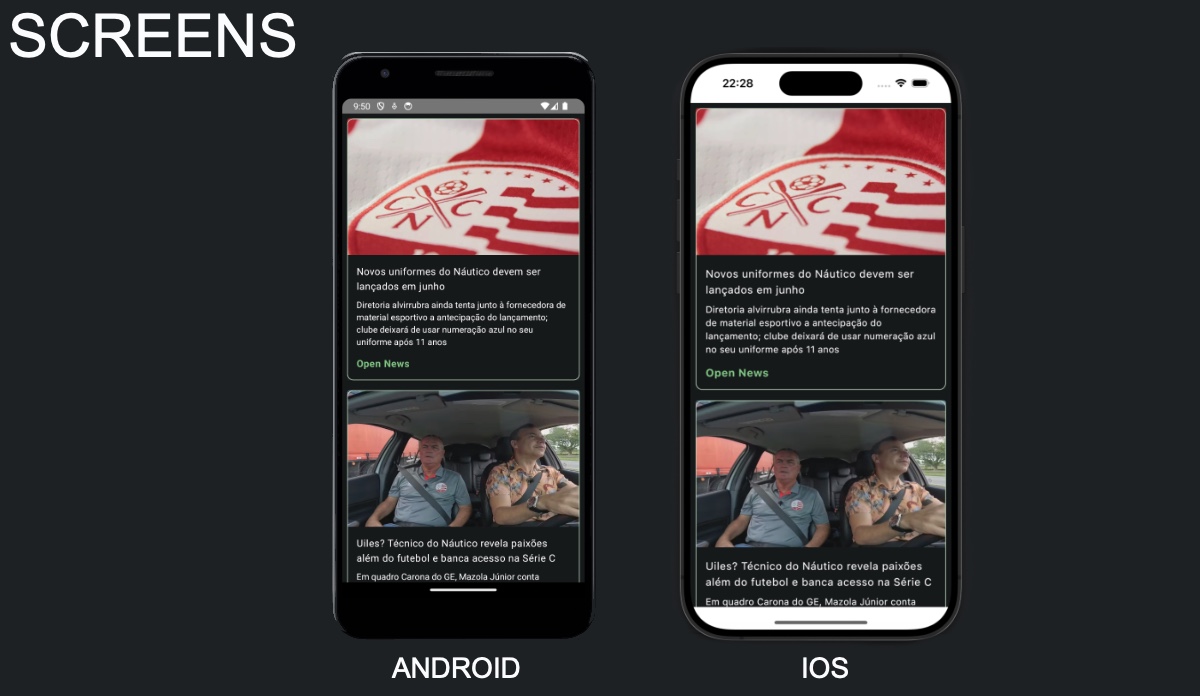 SCREENS
9:50
C
C
N
Novos uniformes do Náutico devem ser
lançados em junho
Diretoria alvirrubra ainda tenta junto à fornecedora de
material esportivo a antecipação do lançamento;
clube deixará de usar numeração azul no seu
uniforme após 11 anos
Open News
Uiles? Técnico do Náutico revela paixões
além do futebol e banca acesso na Série C
Em quadro Carona do GE, Mazola Júnior conta
ANDROID
22:28
C
C
N
Novos uniformes do Náutico devem ser
lançados em junho
Diretoria alvirrubra ainda tenta junto à fornecedora
de material esportivo a antecipação do
lançamento; clube deixará de usar numeração azul
no seu uniforme após 11 anos
Open News
Uiles? Técnico do Náutico revela paixões
além do futebol e banca acesso na Série C
Em quadro Carona do GE, Mazola Júnior conta
IOS